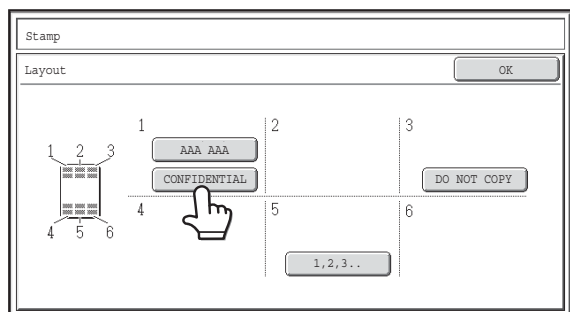 Stamp
Layout
OK
1 2 3
4 5 6
1
AAA AAA
CONFIDENTIAL
2
3
DO NOT COPY
4
5
1,2,3..
6